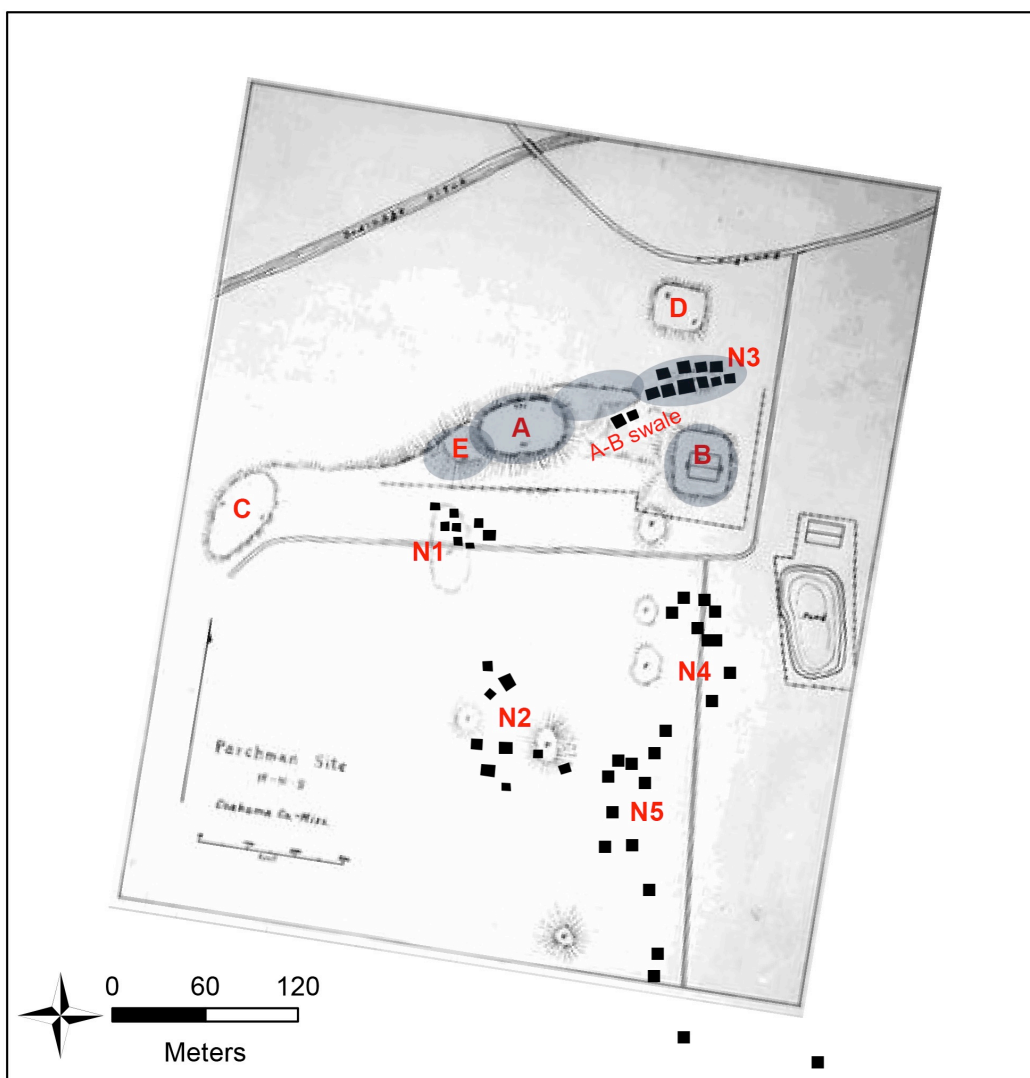 D
N3
A
A-B swale
E
B
C
N1
N4
N2
Parchman Site
Coahoma Co.-Miss.
N5
0 60 120
Meters